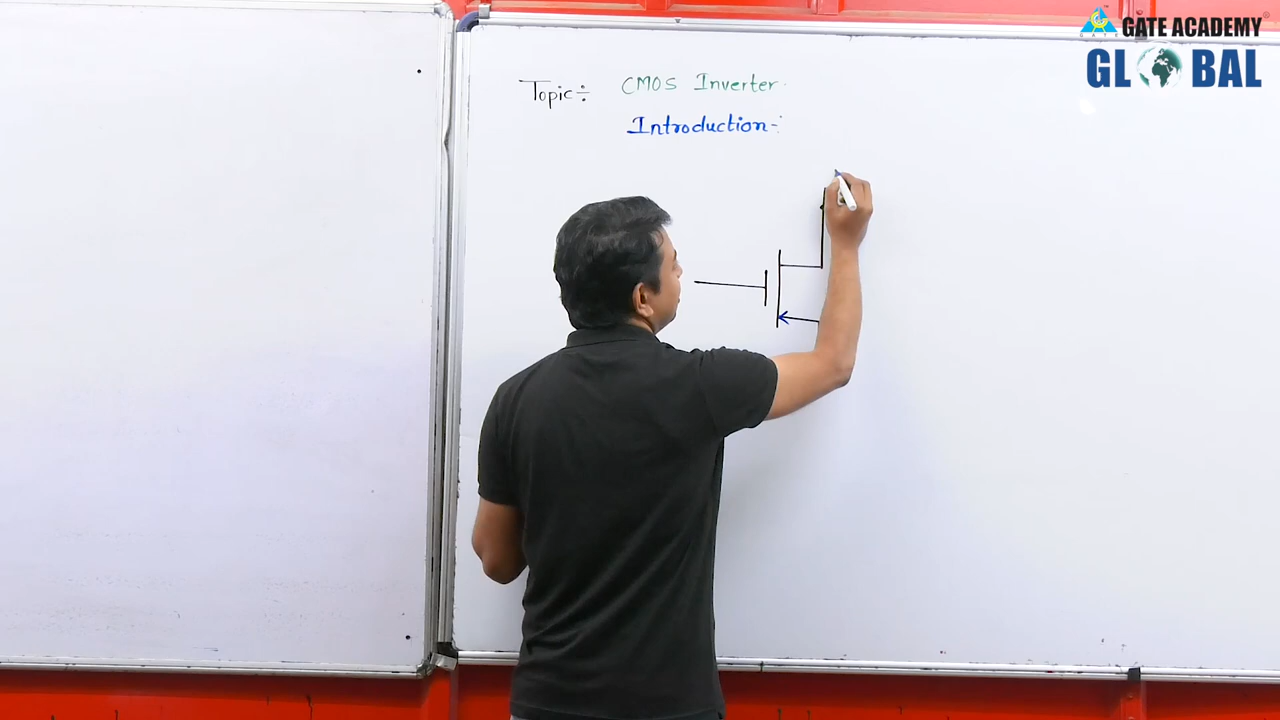 GATE ACADEMY
GLOBAL
Topic÷ CMOS Inverter
Introduction-: